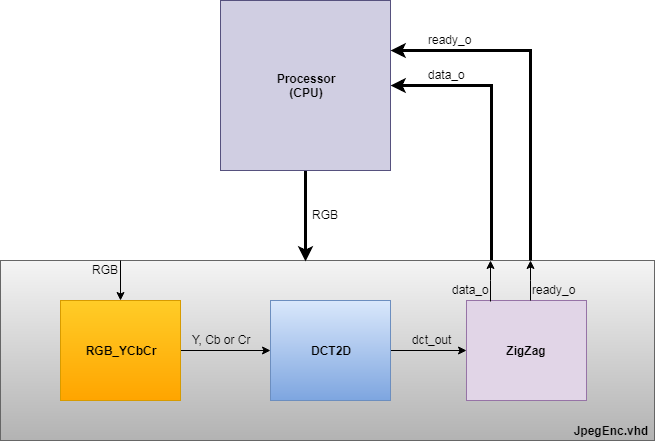 ready_o
Processor
(CPU)
data_o
RGB
RGB
data_o
ready_o
RGB_YCbCr
Y, Cb or Cr
DCT2D
dct_out
ZigZag
JpegEnc.vhd